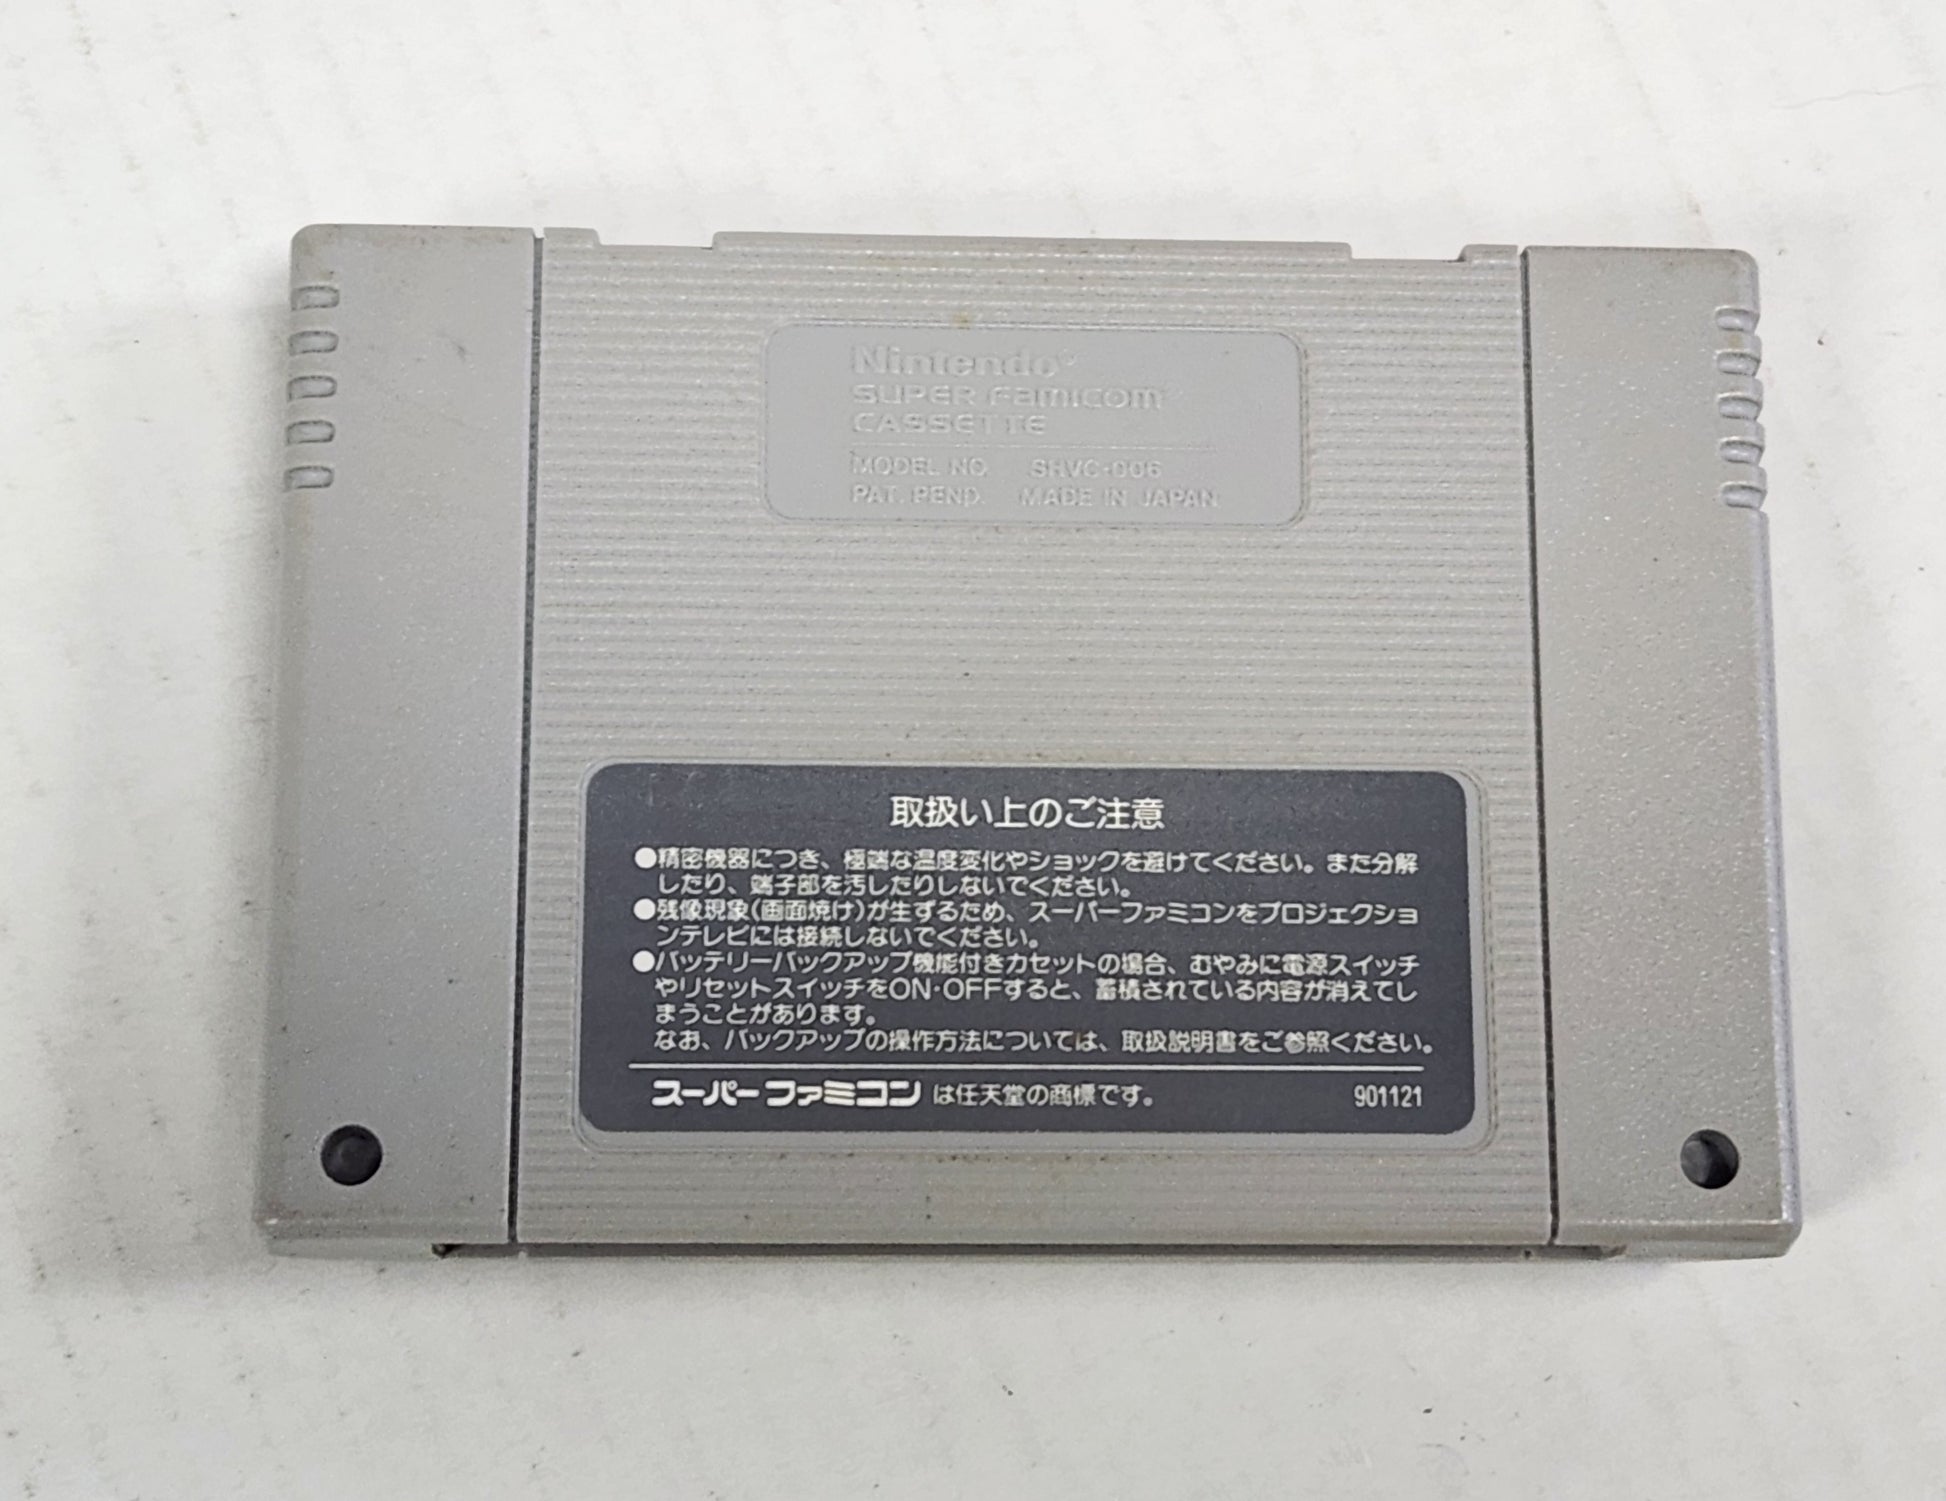 Nintendo®
SUPER FAMICOM
CASSETTE
MODEL NO. SHVC-006
PAT. PEND. MADE IN JAPAN
取扱い上のご注意
●精密機器につき、極端な温度変化やショックを避けてください。また分解
したり、端子部を汚したりしないでください。
●残像現象(画面焼け)が生ずるため、スーパーファミコンをプロジェクショ
ンテレビには接続しないでください。
●バッテリーバックアップ機能付きカセットの場合、むやみに電源スイッチ
やリセットスイッチをON・OFFすると、蓄積されている内容が消えてし
まうことがあります。
なお、バックアップの操作方法については、取扱説明書をご参照ください。
スーパーファミコンは任天堂の商標です。 901121